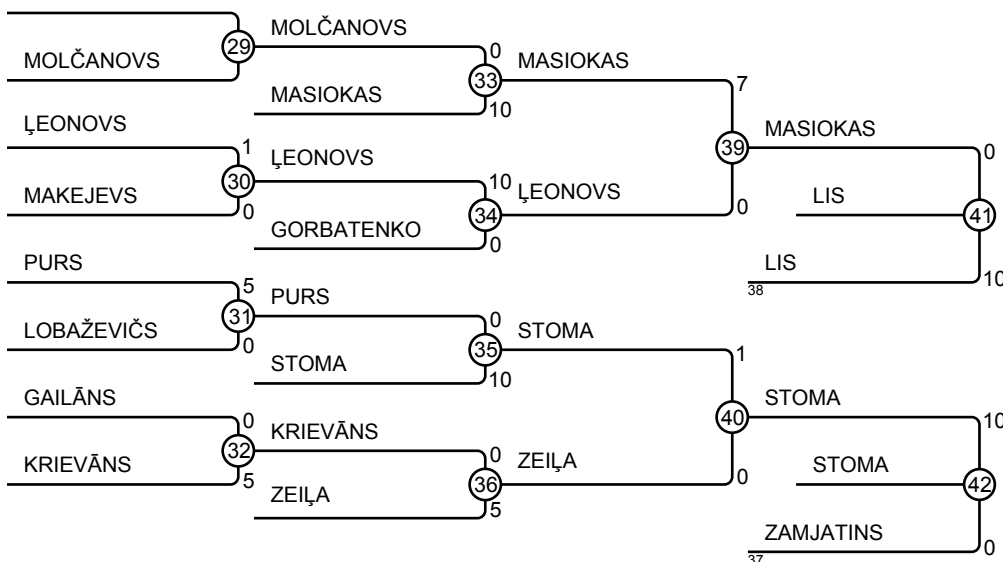 MOLČANOVS
29
MOLČANOVS
0
33
MASIOKAS
10
MASIOKAS
7
ĻEONOVS
1
30
MAKEJEVS
0
ĻEONOVS
10
34
GORBATENKO
0
ĻEONOVS
0
39
MASIOKAS
0
LIS
41
LIS
38
10
PURS
5
31
LOBAŽEVIČS
0
PURS
0
35
STOMA
10
STOMA
1
GAILĀNS
0
32
KRIEVĀNS
5
KRIEVĀNS
0
36
ZEIĻA
5
ZEIĻA
0
40
STOMA
10
STOMA
42
ZAMJATINS
37
0